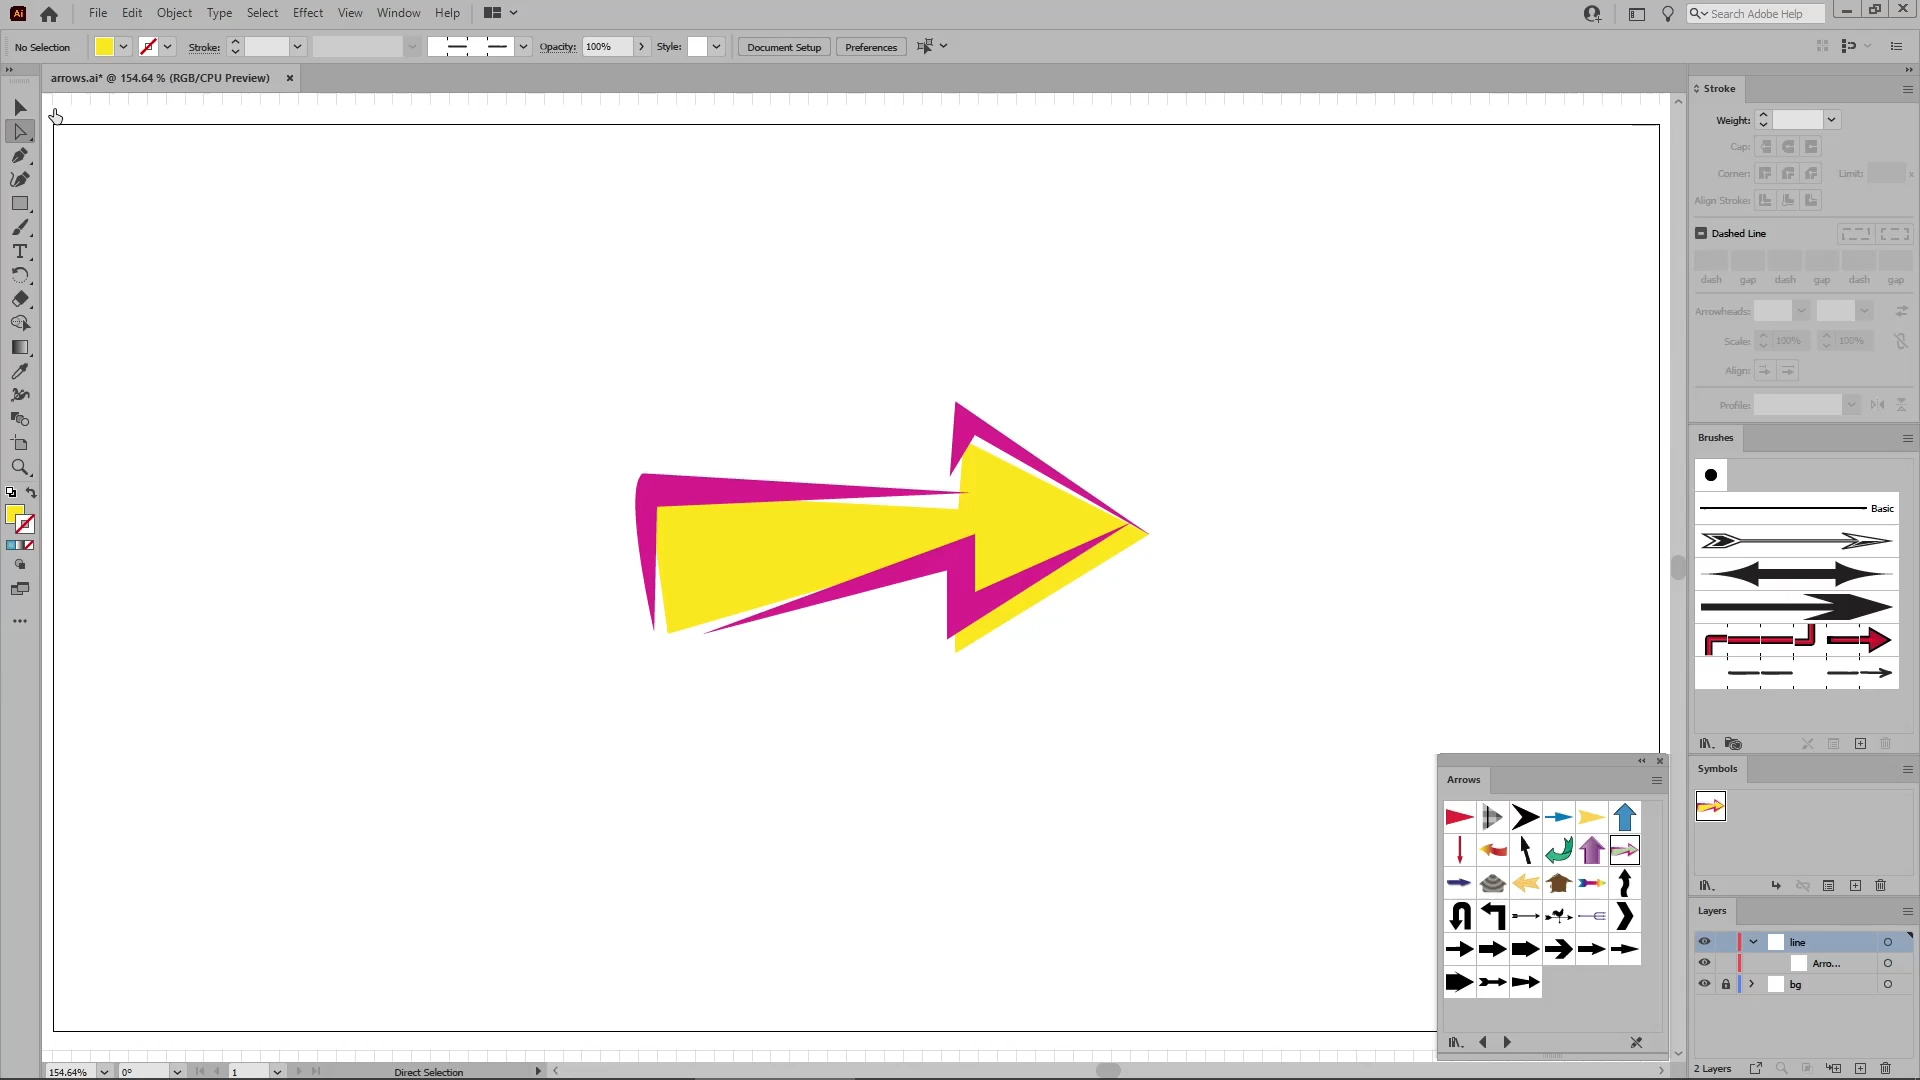 Ai File Edit Object Type Select Effect View Window Help Search Adobe Help
No Selection Stroke: Opacity: 100% Style: Document Setup Preferences
arrows.ai* @ 154.64 % (RGB/CPU Preview)
Stroke
Weight:
Cap:
Corner: Limit: x
Align Stroke:
Dashed Line
dash gap dash gap dash gap
Arrowheads:
Scale: 100% 100%
Align:
Profile:
Brushes
Basic
Symbols
Arrows
Layers
line
Arro...
bg
2 Layers
154.64% 0° 1 Direct Selection